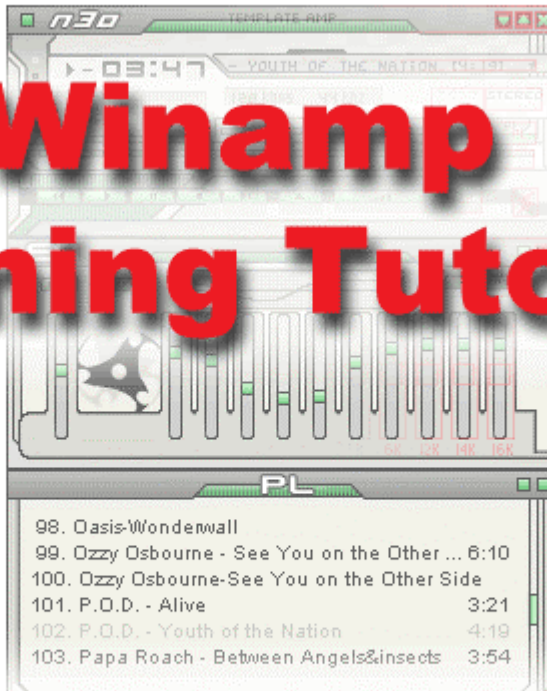 n3o TEMPLATE AMP
03:47 - YOUTH OF THE NATION (4:19)
STEREO
Winamp
ning Tuto
6K 12K 14K 16K
PL
98. Oasis-Wonderwall
99. Ozzy Osbourne - See You on the Other ... 6:10
100. Ozzy Osbourne-See You on the Other Side
101. P.O.D. - Alive 3:21
102. P.O.D. - Youth of the Nation 4:19
103. Papa Roach - Between Angels&insects 3:54